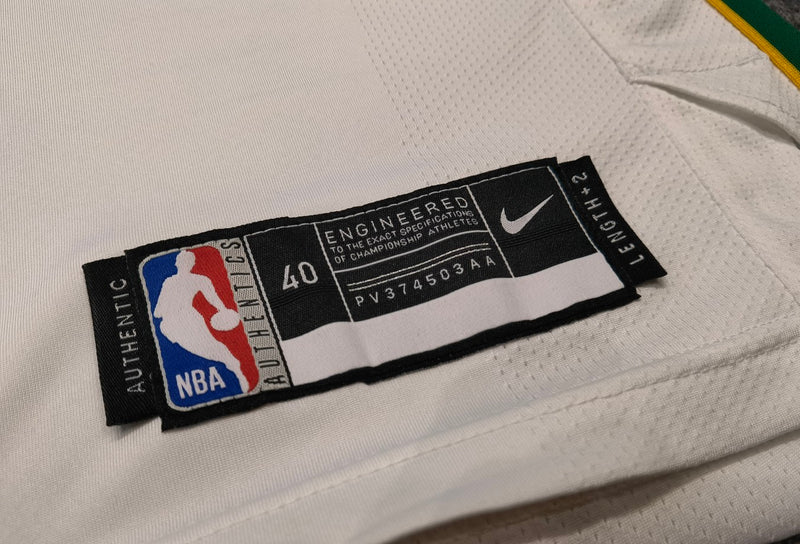 AUTHENTIC
NBA
AUTHENTICS
40
ENGINEERED
TO THE EXACT SPECIFICATIONS
OF CHAMPIONSHIP ATHLETES
PV374503AA
LENGTH+2